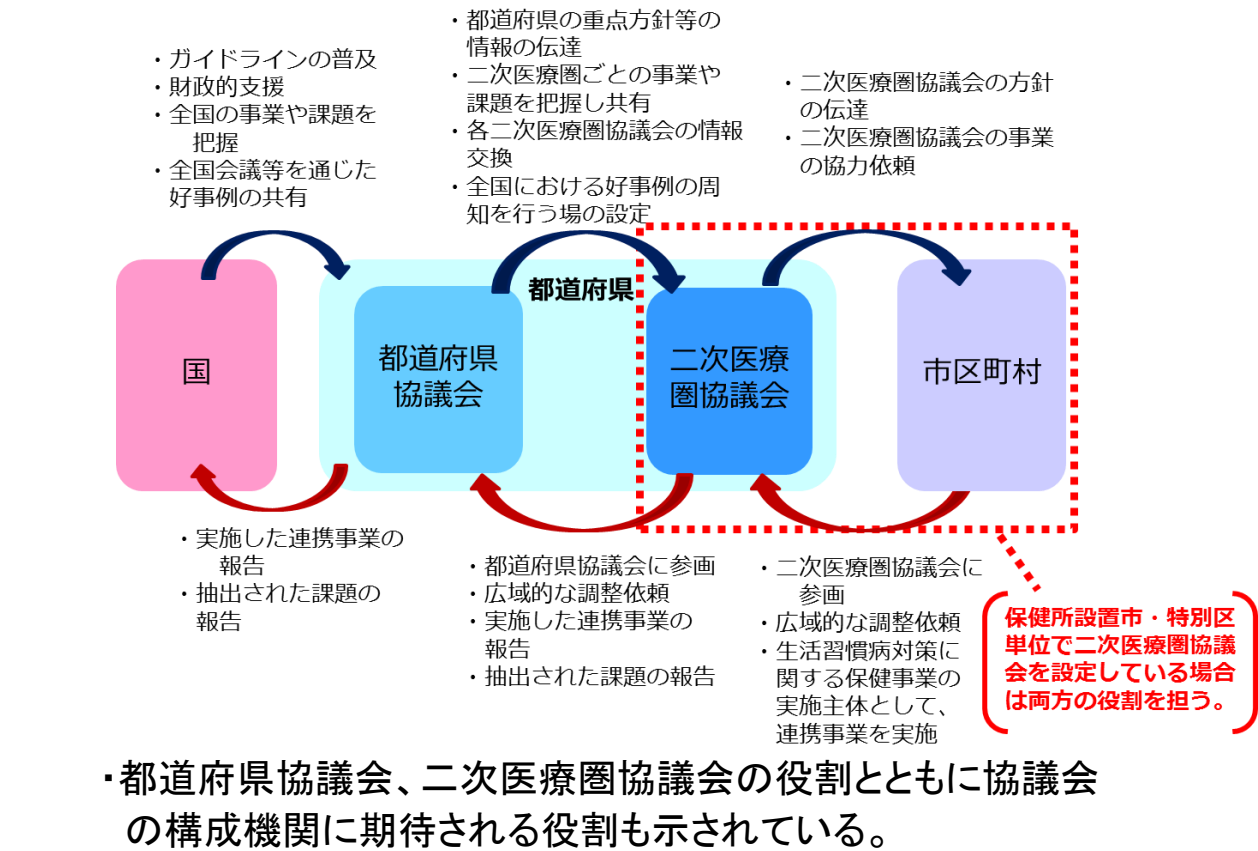 ・ガイドラインの普及
・財政的支援
・全国の事業や課題を
把握
・全国会議等を通じた
好事例の共有
・都道府県の重点方針等の
情報の伝達
・二次医療圏ごとの事業や
課題を把握し共有
・各二次医療圏協議会の情報
交換
・全国における好事例の周
知を行う場の設定
・二次医療圏協議会の方針
の伝達
・二次医療圏協議会の事業
の協力依頼
国
都道府県
都道府県
協議会
二次医療
圏協議会
市区町村
・実施した連携事業の
報告
・抽出された課題の
報告
・都道府県協議会に参画
・広域的な調整依頼
・実施した連携事業の
報告
・抽出された課題の報告
・二次医療圏協議会に
参画
・広域的な調整依頼
・生活習慣病対策に
関する保健事業の
実施主体として、
連携事業を実施
保健所設置市・特別区
単位で二次医療圏協議
会を設定している場合
は両方の役割を担う。
・都道府県協議会、二次医療圏協議会の役割とともに協議会
の構成機関に期待される役割も示されている。